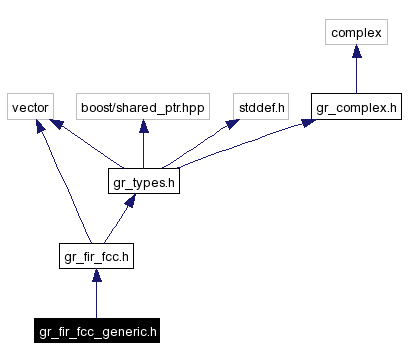 complex
vector
boost/shared_ptr.hpp
stddef.h
gr_complex.h
gr_types.h
gr_fir_fcc.h
gr_fir_fcc_generic.h